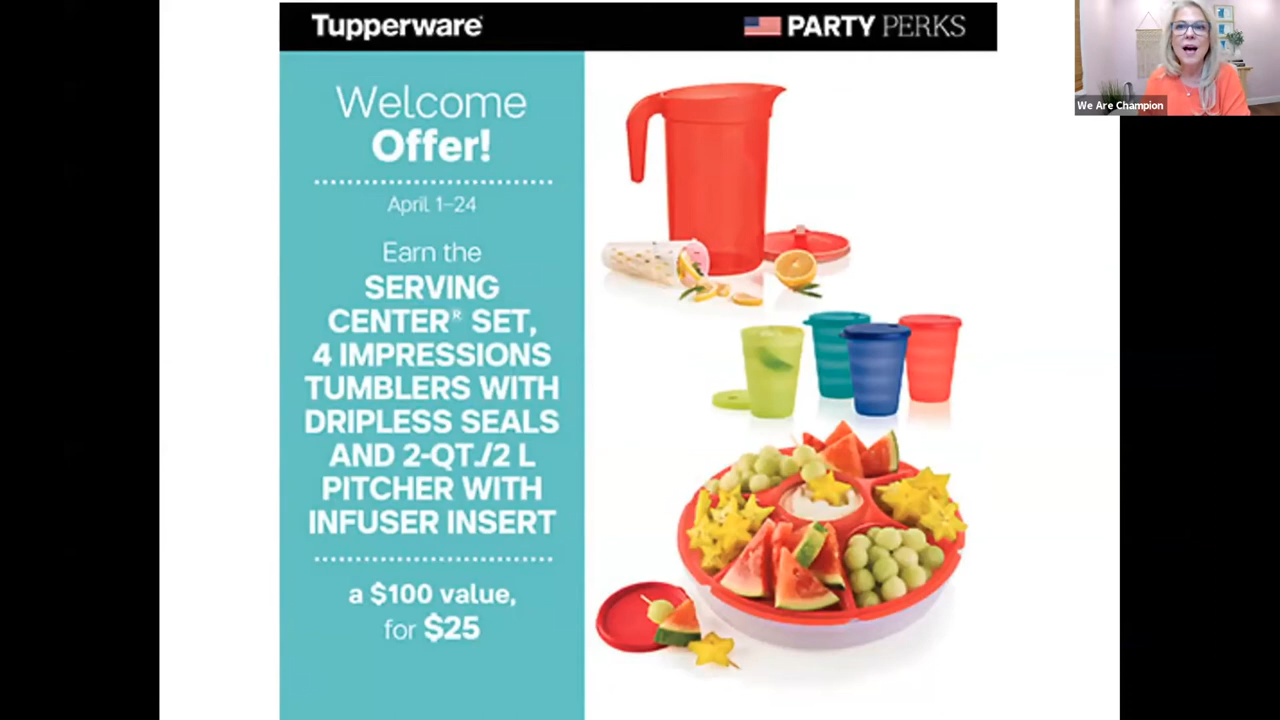 Tupperware®
PARTY PERKS
We Are Champion
Welcome
Offer!
April 1–24
Earn the
SERVING
CENTER® SET,
4 IMPRESSIONS
TUMBLERS WITH
DRIPLESS SEALS
AND 2-QT./2 L
PITCHER WITH
INFUSER INSERT
a $100 value,
for $25